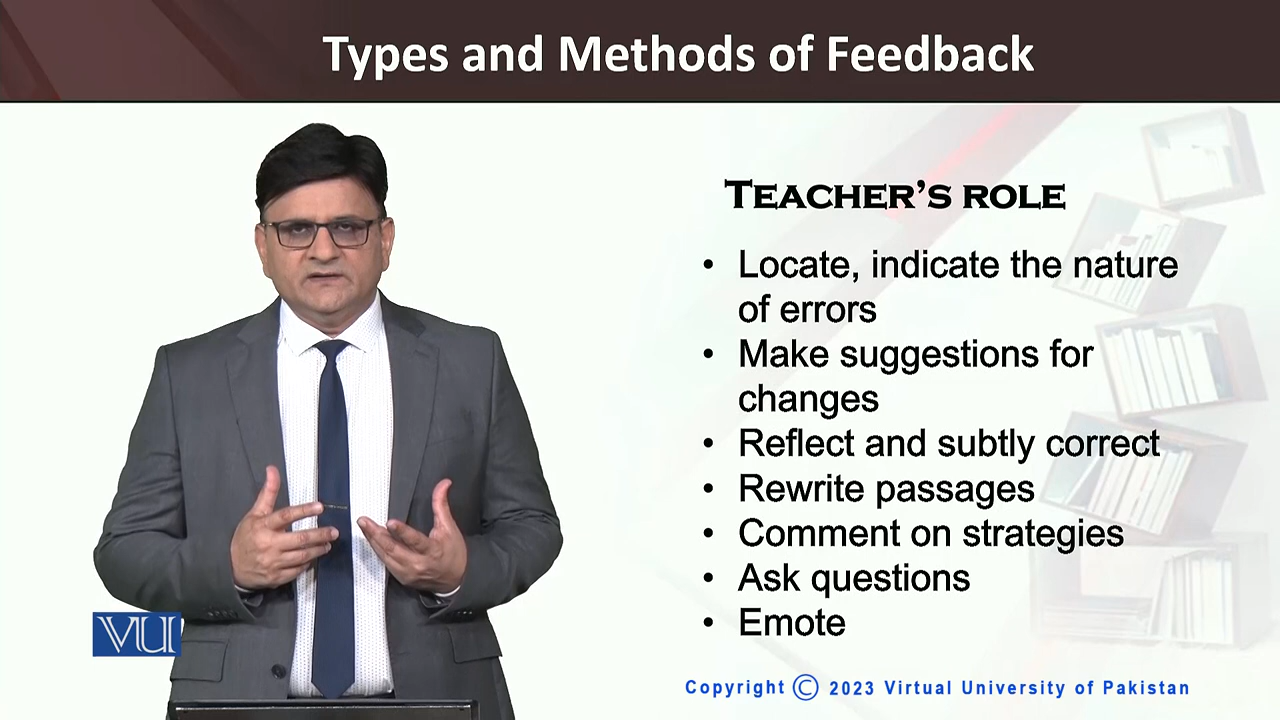 Types and Methods of Feedback
TEACHER’S ROLE
• Locate, indicate the nature
of errors
• Make suggestions for
changes
• Reflect and subtly correct
• Rewrite passages
• Comment on strategies
• Ask questions
• Emote
VU
Copyright © 2023 Virtual University of Pakistan